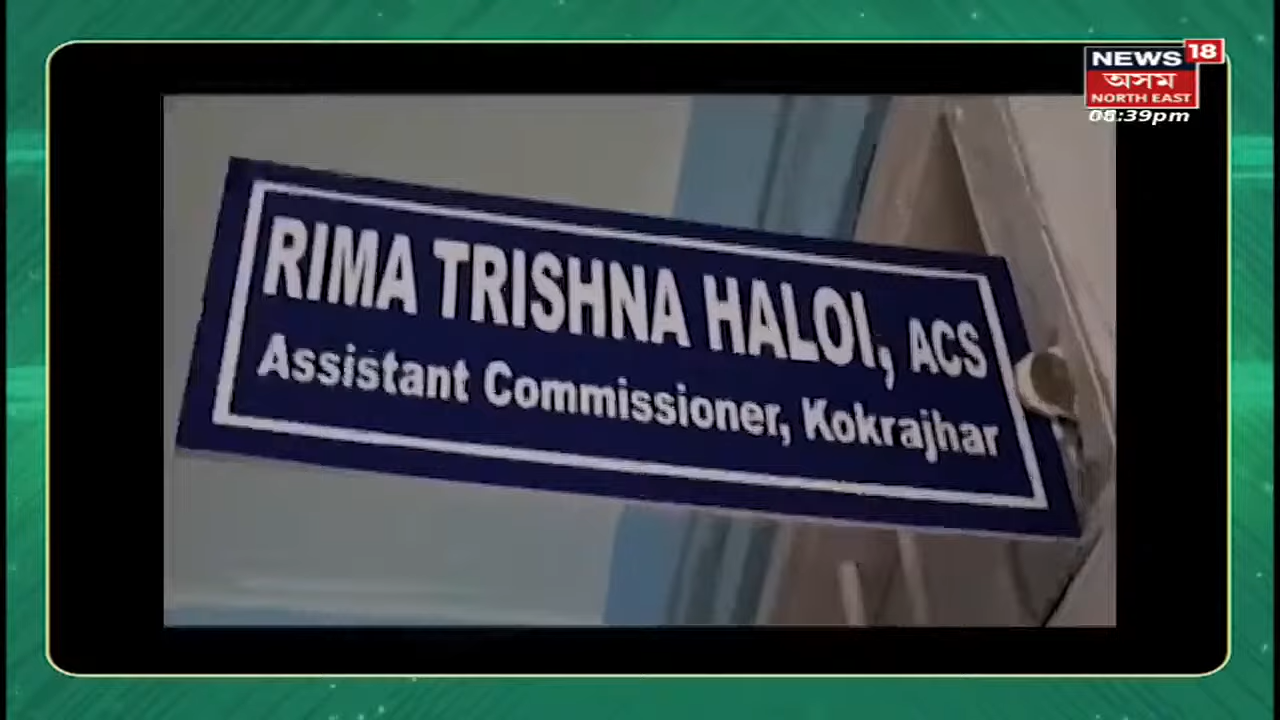 NEWS 18
অসম
NORTH EAST
08:39pm
RIMA TRISHNA HALOI, ACS
Assistant Commissioner, Kokrajhar